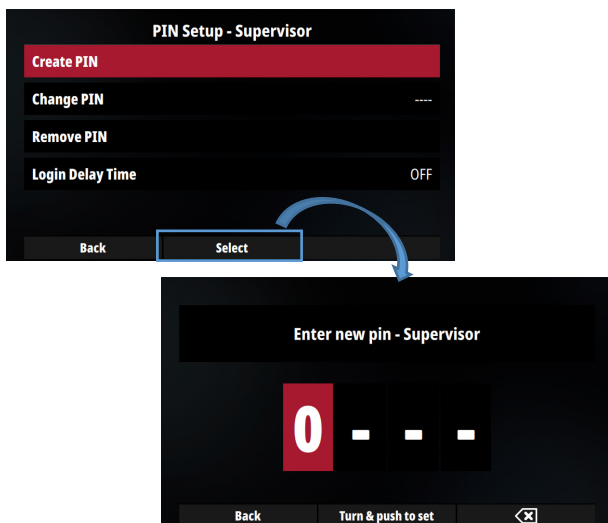 PIN Setup - Supervisor
Create PIN
Change PIN ----
Remove PIN
Login Delay Time OFF
Back Select
Enter new pin - Supervisor
0 - - -
Back Turn & push to set